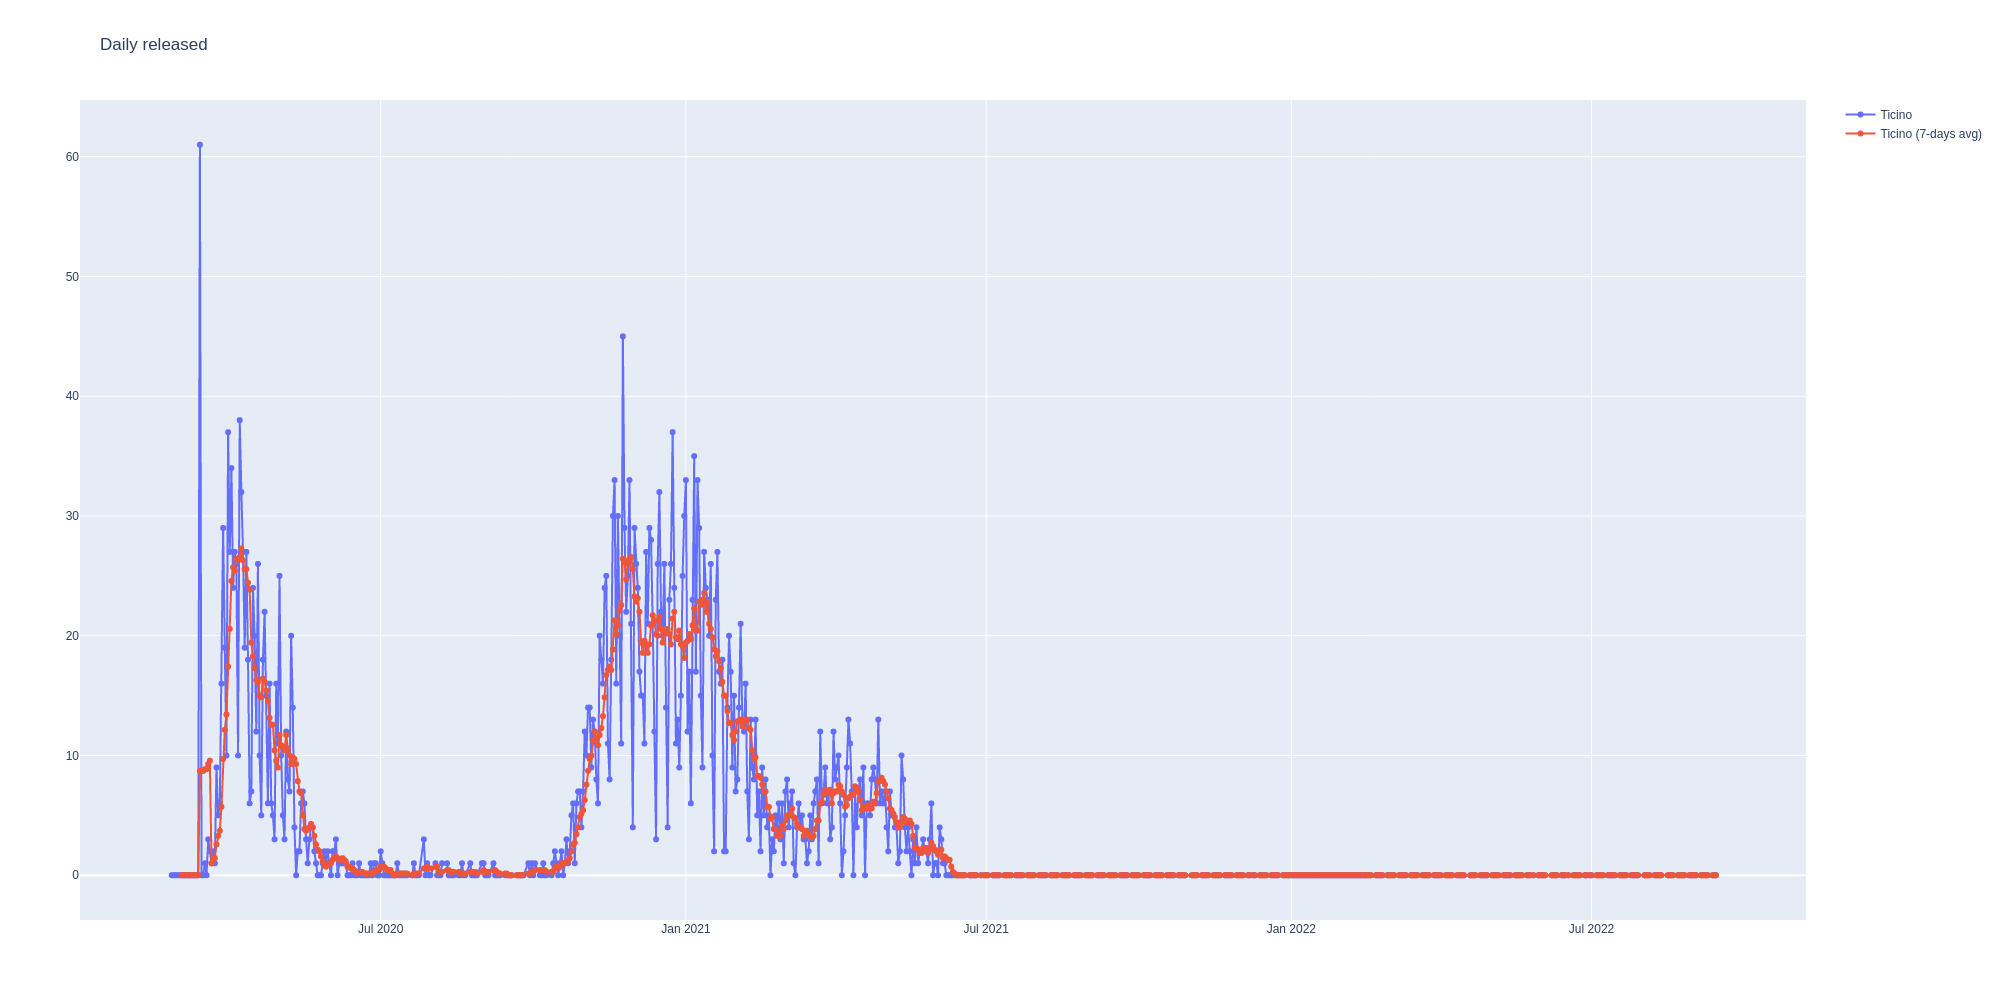 Daily released
Ticino
Ticino (7-days avg)
60
50
40
30
20
10
0
Jul 2020
Jan 2021
Jul 2021
Jan 2022
Jul 2022